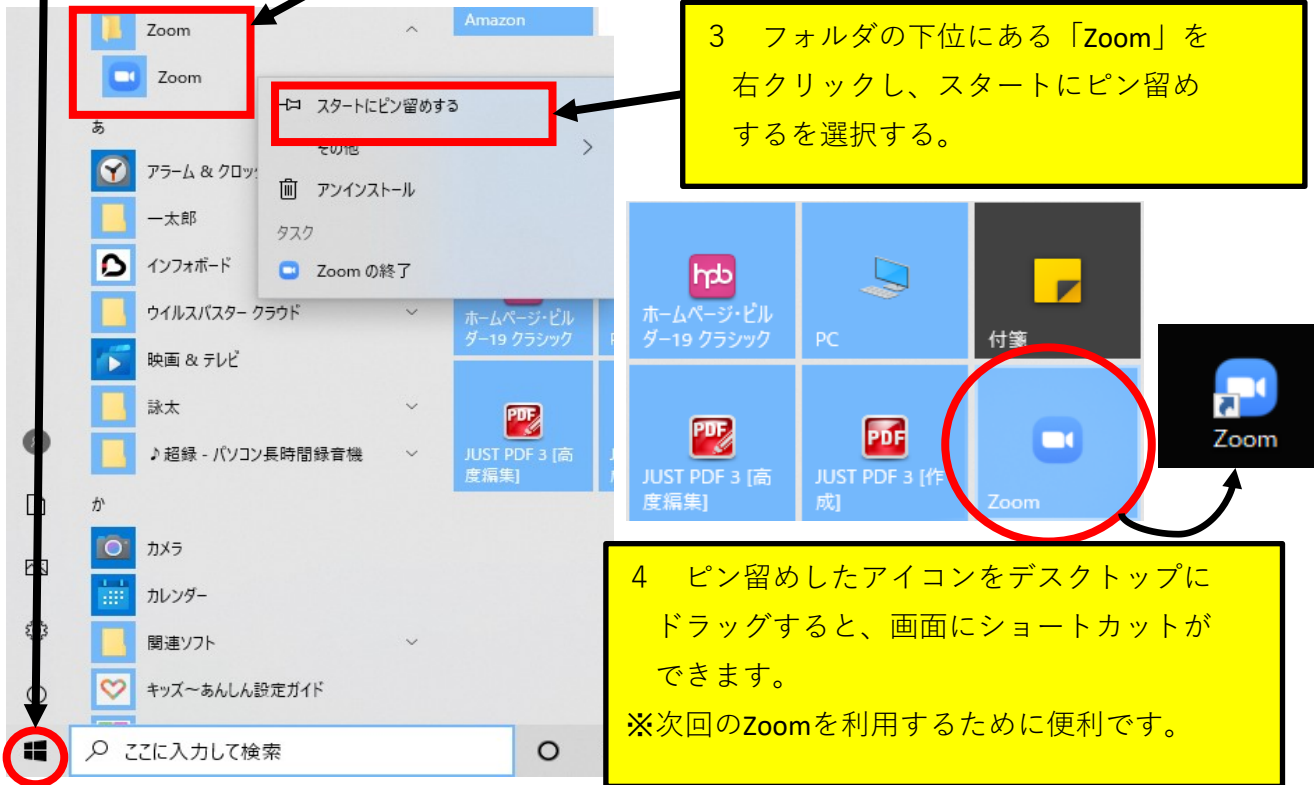 Zoom
Zoom
あ
アラーム & クロッ
一太郎
インフォボード
ウイルスバスター クラウド
映画 & テレビ
詠太
♪超録 - パソコン長時間録音機
か
カメラ
カレンダー
関連ソフト
キッズ～あんしん設定ガイド
ここに入力して検索
スタートにピン留めする
その他
アンインストール
タスク
Zoom の終了
Amazon
ホームページ・ビル
ダー19 クラシック
JUST PDF 3 [高
度編集]
3　フォルダの下位にある「Zoom」を
右クリックし、スタートにピン留め
するを選択する。
hpb
ホームページ・ビル
ダー19 クラシック
PC
付箋
PDF
JUST PDF 3 [高
度編集]
PDF
JUST PDF 3 [作
成]
Zoom
Zoom
4　ピン留めしたアイコンをデスクトップに
ドラッグすると、画面にショートカットが
できます。
※次回のZoomを利用するために便利です。